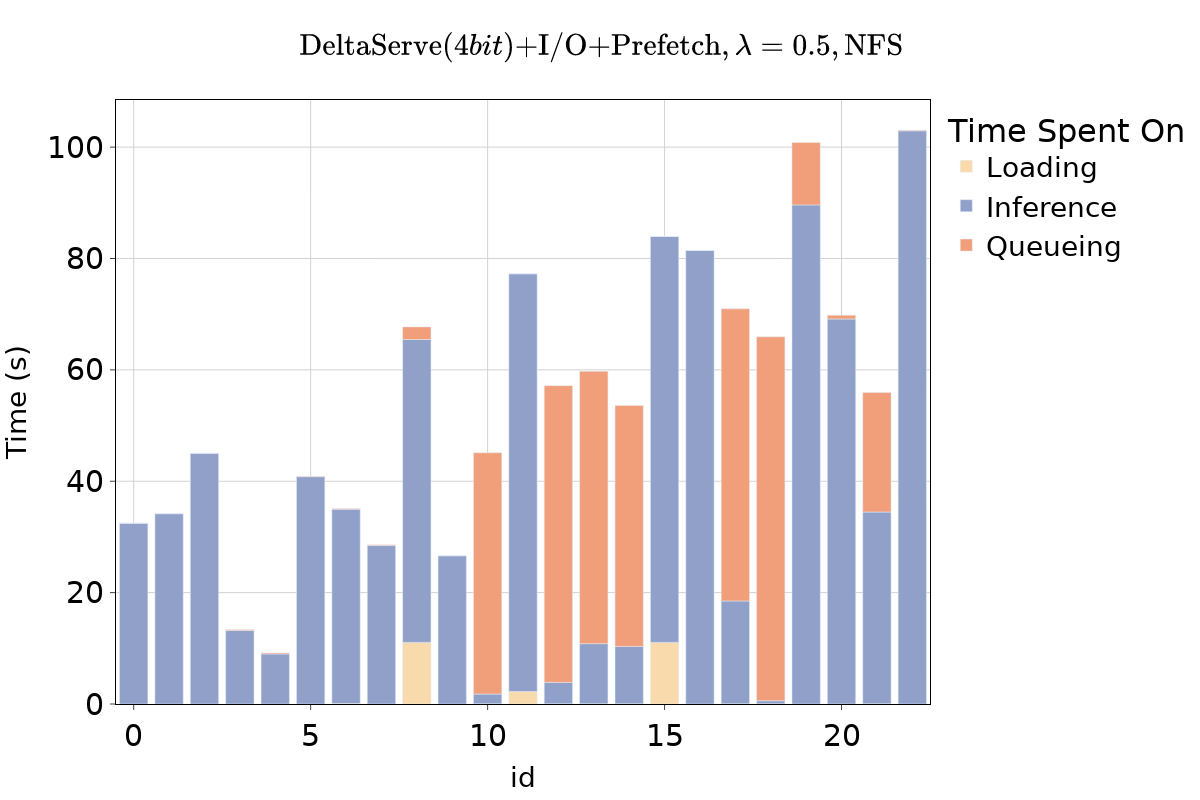 DeltaServe(4bit)+I/O+Prefetch, λ = 0.5, NFS
Time Spent On
Loading
Inference
Queueing
Time (s)
100
80
60
40
20
0
0 5 10 15 20
id